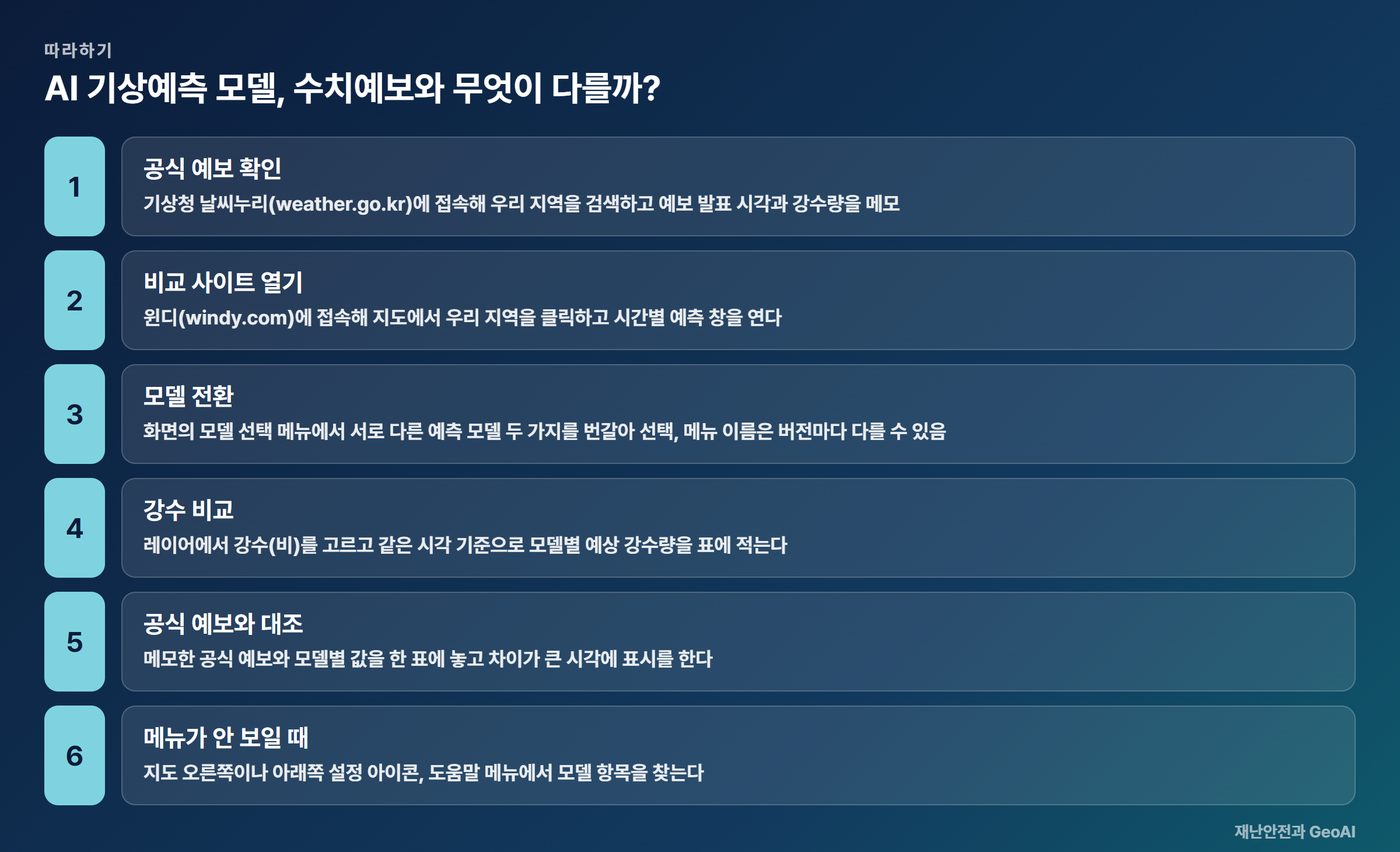 따라하기
AI 기상예측 모델, 수치예보와 무엇이 다를까?
1
공식 예보 확인
기상청 날씨누리(weather.go.kr)에 접속해 우리 지역을 검색하고 예보 발표 시각과 강수량을 메모
2
비교 사이트 열기
윈디(windy.com)에 접속해 지도에서 우리 지역을 클릭하고 시간별 예측 창을 연다
3
모델 전환
화면의 모델 선택 메뉴에서 서로 다른 예측 모델 두 가지를 번갈아 선택, 메뉴 이름은 버전마다 다를 수 있음
4
강수 비교
레이어에서 강수(비)를 고르고 같은 시각 기준으로 모델별 예상 강수량을 표에 적는다
5
공식 예보와 대조
메모한 공식 예보와 모델별 값을 한 표에 놓고 차이가 큰 시각에 표시를 한다
6
메뉴가 안 보일 때
지도 오른쪽이나 아래쪽 설정 아이콘, 도움말 메뉴에서 모델 항목을 찾는다
재난안전과 GeoAI